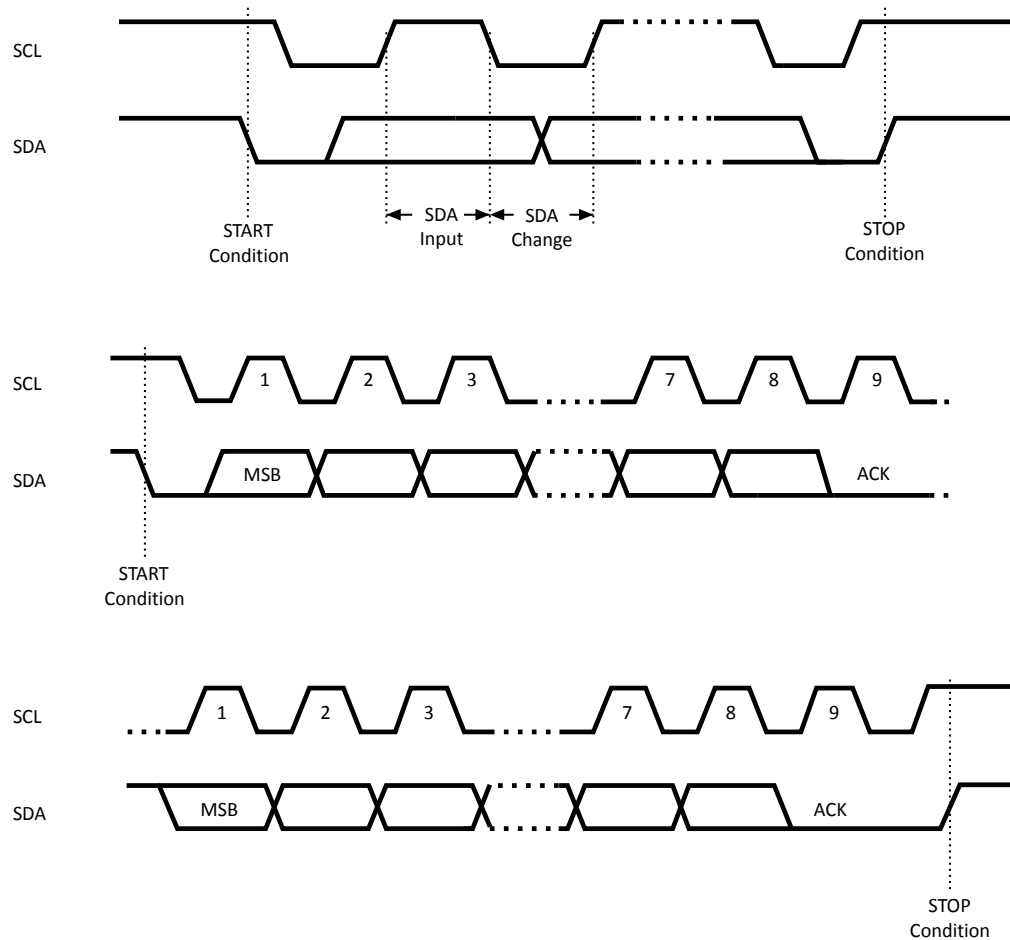 SCL
SDA
SDA
Input
SDA
Change
START
Condition
STOP
Condition
SCL
1 2 3 7 8 9
SDA
MSB ACK
START
Condition
SCL
1 2 3 7 8 9
SDA
MSB ACK
STOP
Condition